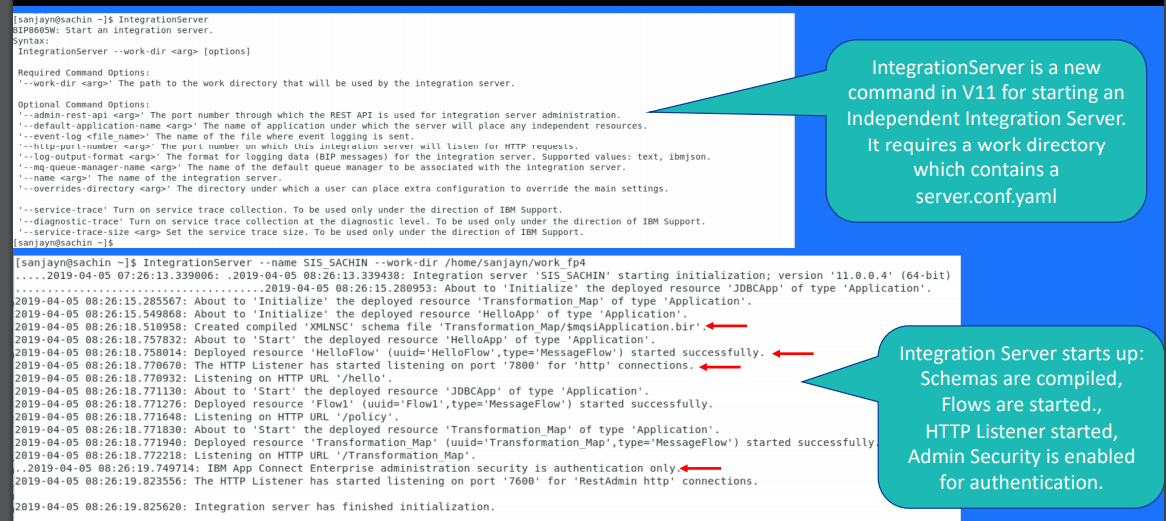 [sanjayn@sachin ~]$ IntegrationServer
BIP8605W: Start an integration server.
Syntax:
IntegrationServer --work-dir <arg> [options]
Required Command Options:
'--work-dir <arg>' The path to the work directory that will be used by the integration server.
Optional Command Options:
'--admin-rest-api <arg>' The port number through which the REST API is used for integration server administration.
'--default-application-name <arg>' The name of application under which the server will place any independent resources.
'--event-log <file name>' The name of the file where event logging is sent.
'--http-port-number <arg>' The port number on which this integration server will listen for HTTP requests.
'--log-output-format <arg>' The format for logging data (BIP messages) for the integration server. Supported values: text, ibmjson.
'--mq-queue-manager-name <arg>' The name of the default queue manager to be associated with the integration server.
'--name <arg>' The name of the integration server.
'--overrides-directory <arg>' The directory under which a user can place extra configuration to override the main settings.
'--service-trace' Turn on service trace collection. To be used only under the direction of IBM Support.
'--diagnostic-trace' Turn on service trace collection at the diagnostic level. To be used only under the direction of IBM Support.
'--service-trace-size <arg> Set the service trace size. To be used only under the direction of IBM Support.
[sanjayn@sachin ~]$
IntegrationServer is a new
command in V11 for starting an
Independent Integration Server.
It requires a work directory
which contains a
server.conf.yaml
[sanjayn@sachin ~]$ IntegrationServer --name SIS_SACHIN --work-dir /home/sanjayn/work_fp4
.....2019-04-05 07:26:13.339006: .2019-04-05 08:26:13.339438: Integration server 'SIS_SACHIN' starting initialization; version '11.0.0.4' (64-bit)
.....................................2019-04-05 08:26:15.280953: About to 'Initialize' the deployed resource 'JDBCApp' of type 'Application'.
2019-04-05 08:26:15.285567: About to 'Initialize' the deployed resource 'Transformation_Map' of type 'Application'.
2019-04-05 08:26:15.549868: About to 'Initialize' the deployed resource 'HelloApp' of type 'Application'.
2019-04-05 08:26:18.510958: Created compiled 'XMLNSC' schema file 'Transformation_Map/$mqsiApplication.bir'.
2019-04-05 08:26:18.757832: About to 'Start' the deployed resource 'HelloApp' of type 'Application'.
2019-04-05 08:26:18.758014: Deployed resource 'HelloFlow' (uuid='HelloFlow',type='MessageFlow') started successfully.
2019-04-05 08:26:18.770670: The HTTP Listener has started listening on port '7800' for 'http' connections.
2019-04-05 08:26:18.770932: Listening on HTTP URL '/hello'.
2019-04-05 08:26:18.771130: About to 'Start' the deployed resource 'JDBCApp' of type 'Application'.
2019-04-05 08:26:18.771276: Deployed resource 'Flow1' (uuid='Flow1',type='MessageFlow') started successfully.
2019-04-05 08:26:18.771648: Listening on HTTP URL '/policy'.
2019-04-05 08:26:18.771830: About to 'Start' the deployed resource 'Transformation_Map' of type 'Application'.
2019-04-05 08:26:18.771940: Deployed resource 'Transformation_Map' (uuid='Transformation_Map',type='MessageFlow') started successfully.
2019-04-05 08:26:18.772218: Listening on HTTP URL '/Transformation_Map'.
..2019-04-05 08:26:19.749714: IBM App Connect Enterprise administration security is authentication only.
2019-04-05 08:26:19.823556: The HTTP Listener has started listening on port '7600' for 'RestAdmin http' connections.
2019-04-05 08:26:19.825620: Integration server has finished initialization.
Integration Server starts up:
Schemas are compiled,
Flows are started.,
HTTP Listener started,
Admin Security is enabled
for authentication.